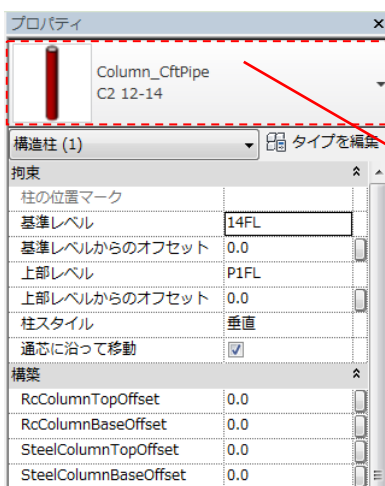 プロパティ
Column_CftPipe
C2 12-14
構造柱 (1) タイプを編集
拘束
柱の位置マーク
基準レベル 14FL
基準レベルからのオフセット 0.0
上部レベル P1FL
上部レベルからのオフセット 0.0
柱スタイル 垂直
通芯に沿って移動
構築
RcColumnTopOffset 0.0
RcColumnBaseOffset 0.0
SteelColumnTopOffset 0.0
SteelColumnBaseOffset 0.0